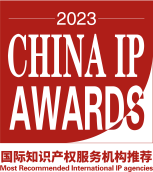 2023
CHINA IP
AWARDS
国际知识产权服务机构推荐
Most Recommended International IP agencies